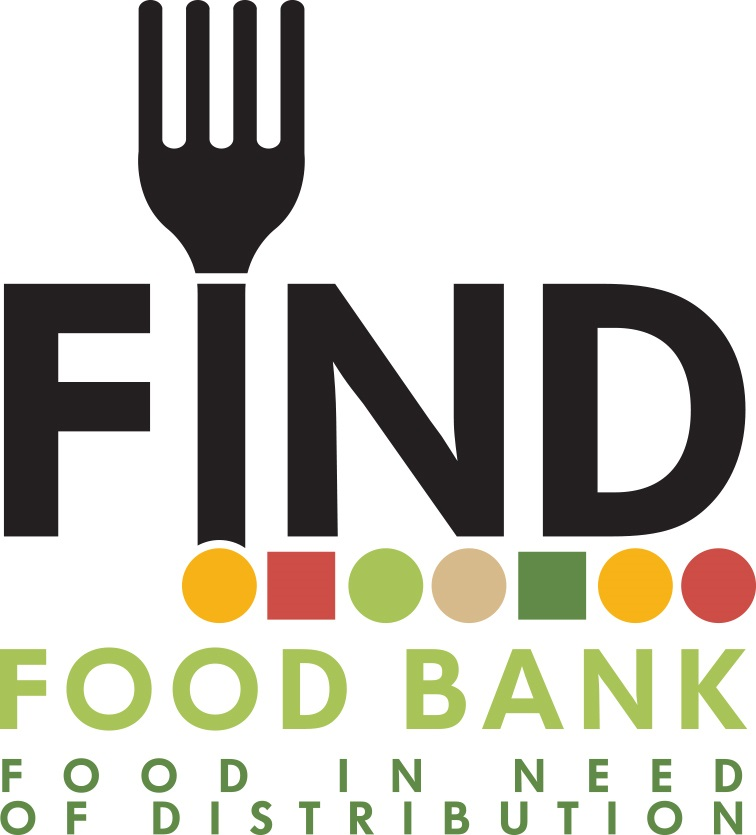 FIND
FOOD BANK
FOOD IN NEED
OF DISTRIBUTION